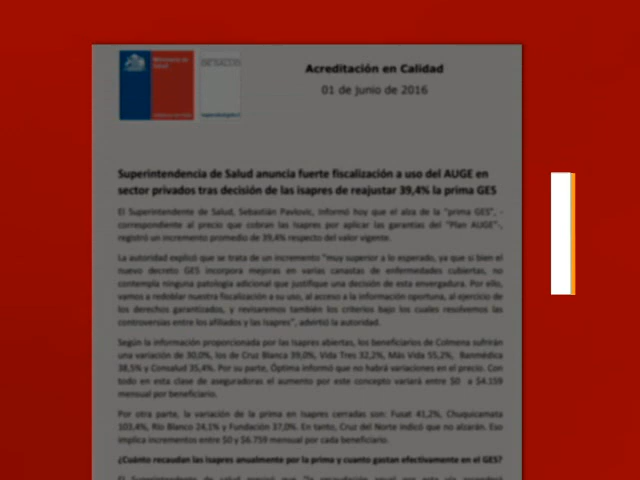 Ministerio de
Salud
Acreditación en Calidad
01 de junio de 2016
Superintendencia de Salud anuncia fuerte fiscalización a uso del AUGE en
sector privados tras decisión de las isapres de reajustar 39,4% la prima GES
El Superintendente de Salud, Sebastián Pavlovic, informó hoy que el alza de la "prima GES", -
correspondiente al precio que cobran las isapres por aplicar las garantías del "Plan AUGE"-,
registró un incremento promedio de 39,4% respecto del valor vigente.
La autoridad explicó que se trata de un incremento "muy superior a lo esperado, ya que si bien el
nuevo decreto GES incorpora mejoras en varias canastas de enfermedades cubiertas, no
contempla ninguna patología adicional que justifique una decisión de esta envergadura. Por ello,
vamos a redoblar nuestra fiscalización a su uso, al acceso a la información oportuna, al ejercicio de
los derechos garantizados, y revisaremos también los criterios bajo los cuales resolvemos las
controversias entre los afiliados y las isapres", advirtió la autoridad.
Según la información proporcionada por las isapres abiertas, los beneficiarios de Colmena sufrirán
una variación de 30,0%, los de Cruz Blanca 39,0%, Vida Tres 32,2%, Más Vida 55,2%, Banmédica
38,5% y Consalud 35,4%. Por su parte, Óptima informó que no habrá variaciones en el precio. Con
todo en esta clase de aseguradoras el aumento por este concepto variará entre $0 a $4.159
mensual por beneficiario.
Por otra parte, la variación de la prima en isapres cerradas son: Fusat 41,2%, Chuquicamata
103,4%, Río Blanco 24,1% y Fundación 37,0%. En tanto, Cruz del Norte indicó que no alzarán. Eso
implica incrementos entre $0 y $6.759 mensual por cada beneficiario.
¿Cuánto recaudan las isapres anualmente por la prima y cuanto gastan efectivamente en el GES?